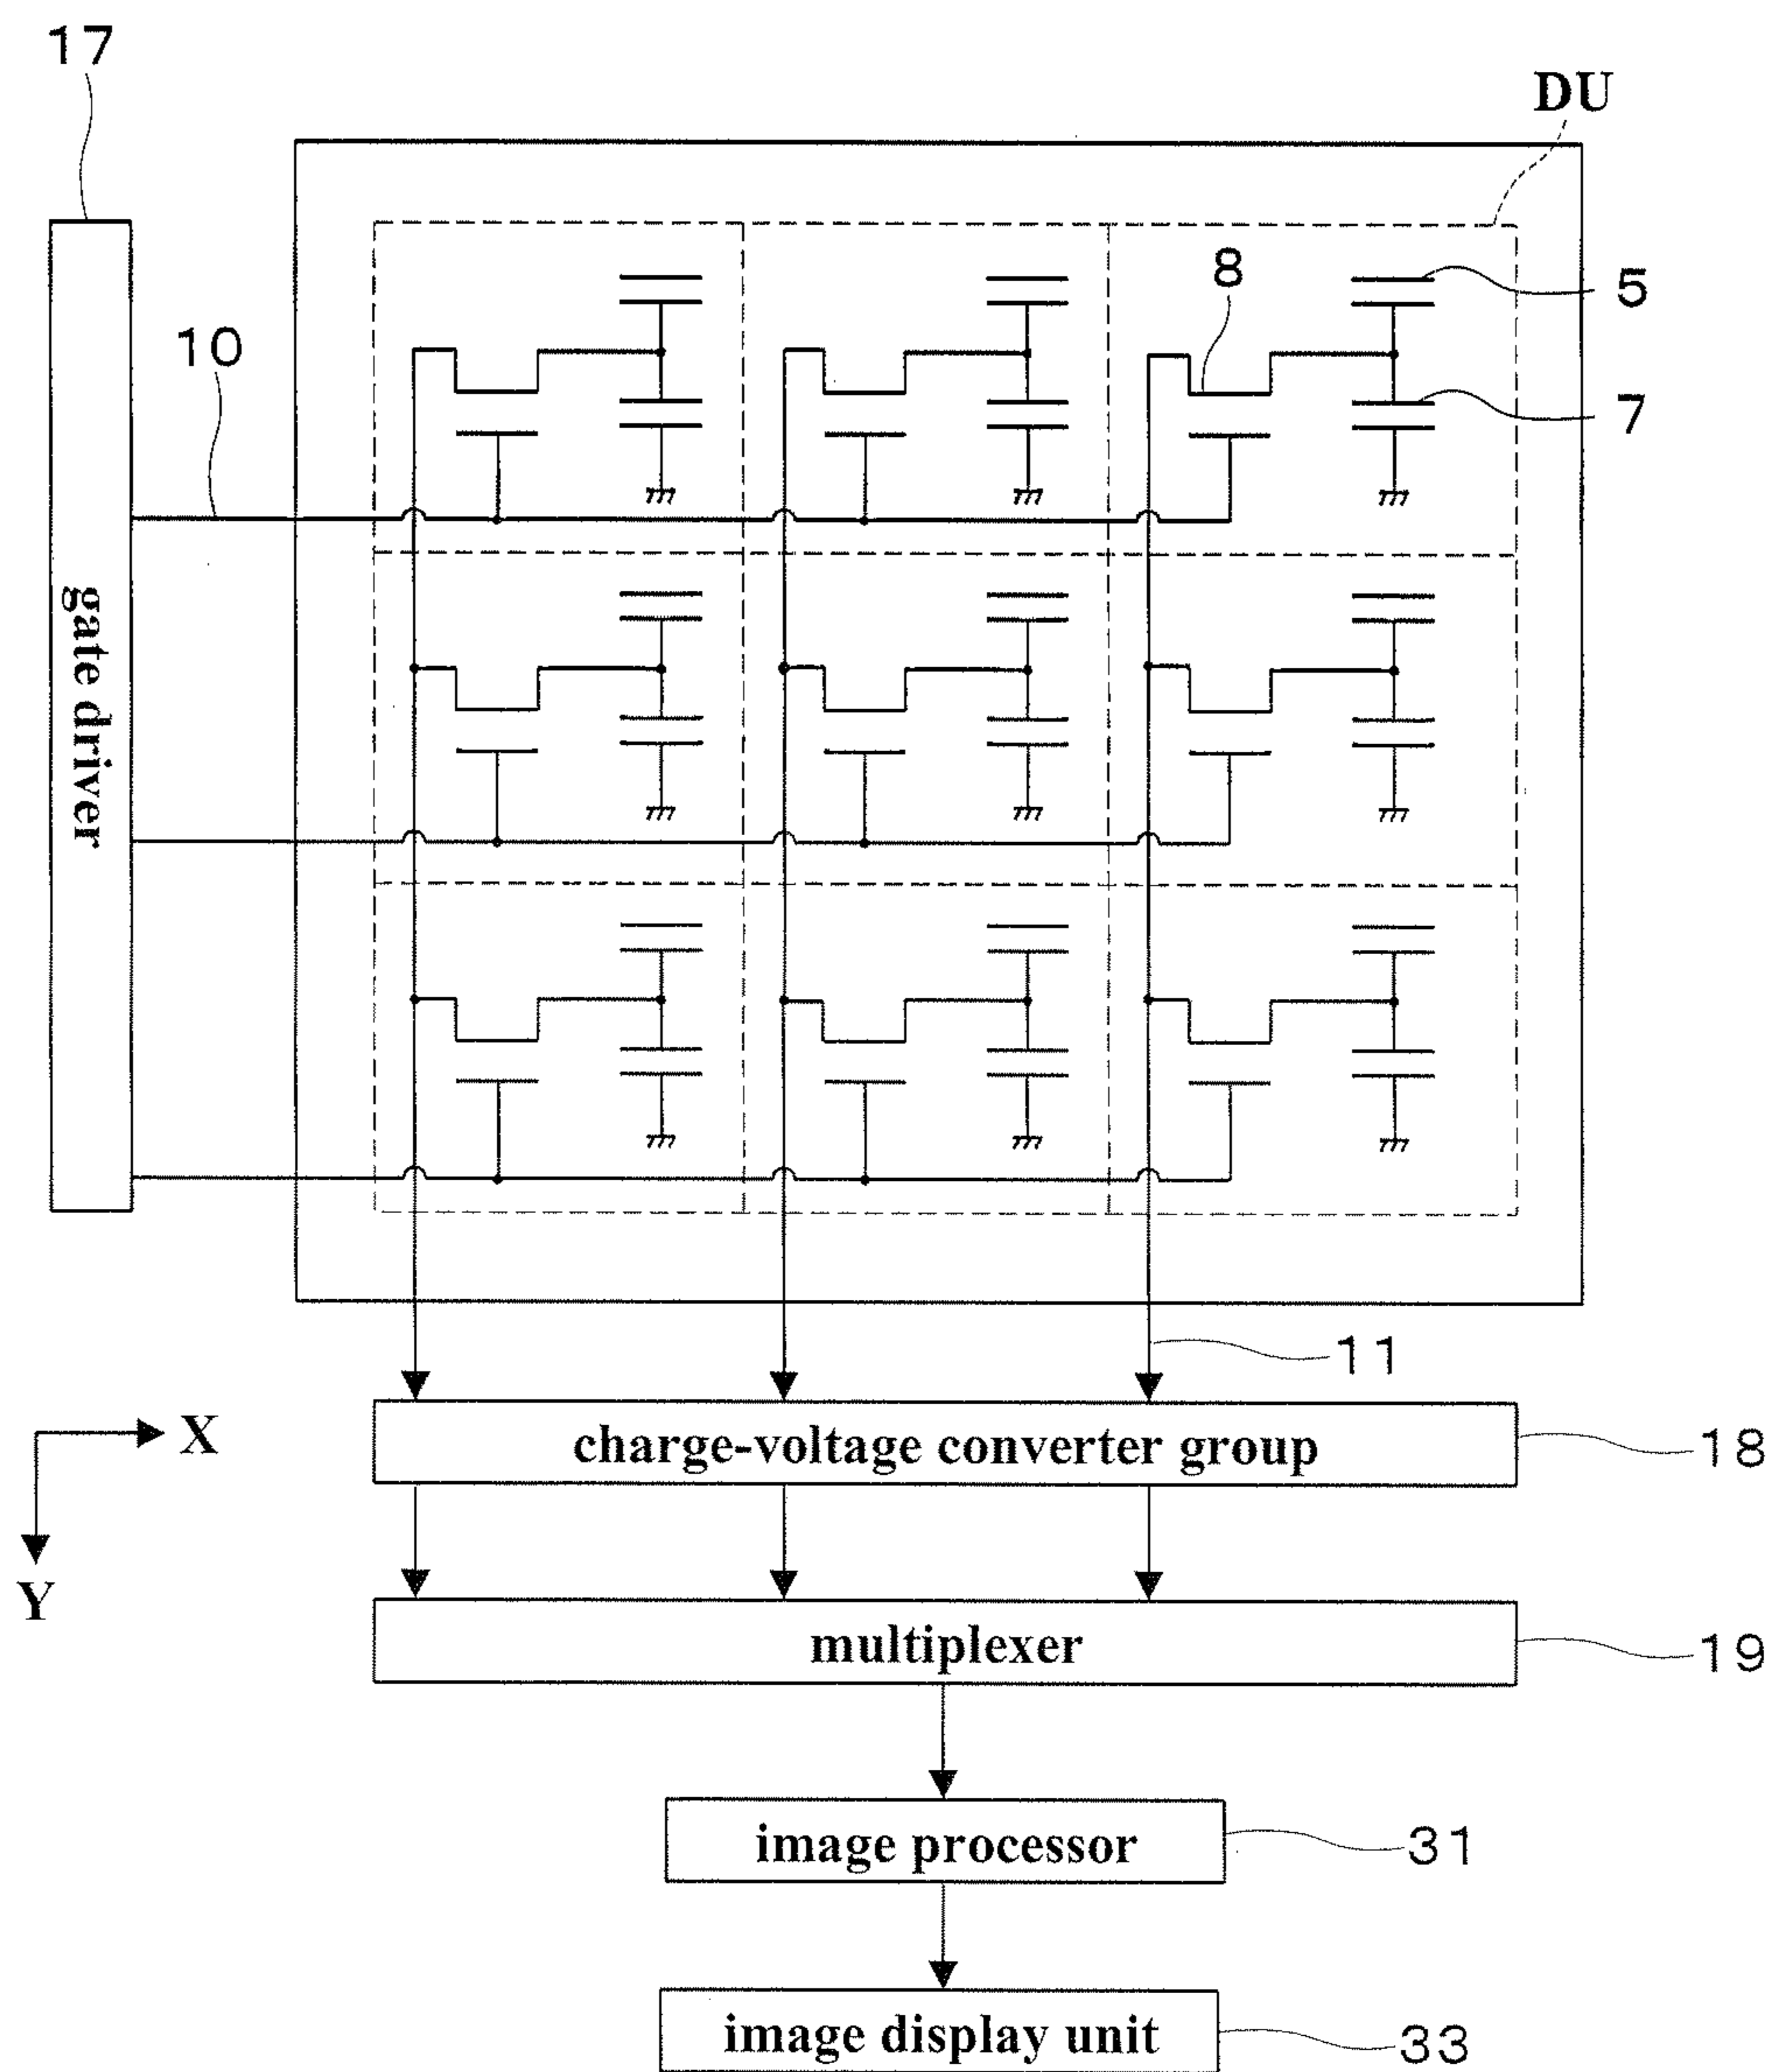 17
DU
8
5
10
7
gate driver
11
X
charge-voltage converter group
18
Y
multiplexer
19
image processor
31
image display unit
33